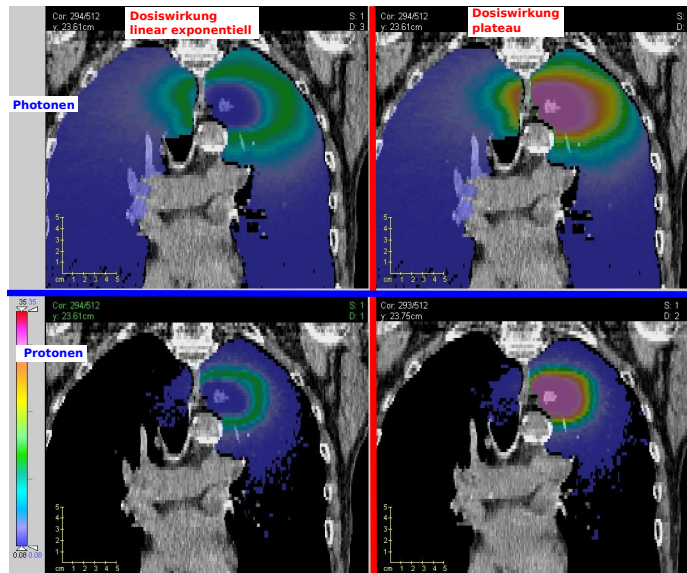 Dosiswirkung
linear exponentiell
Dosiswirkung
plateau
Cor: 294/512
y: 23.61cm
S: 1
D: 3
Cor: 294/512
y: 23.61cm
S: 1
D: 1
Photonen
5
4
3
2
1
cm 1 2 3 4 5
5
4
3
2
1
cm 1 2 3 4 5
Protonen
35 35
0.08 0.08
Cor: 294/512
y: 23.61cm
S: 1
D: 1
Cor: 293/512
y: 23.75cm
S: 1
D: 2
5
4
3
2
1
cm 1 2 3 4 5
5
4
3
2
1
cm 1 2 3 4 5